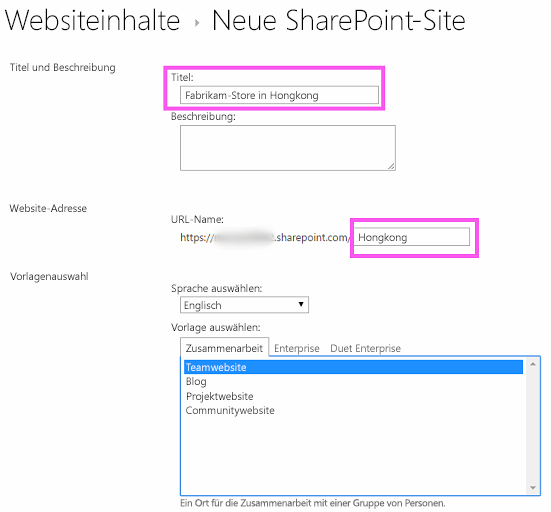 Websiteinhalte › Neue SharePoint-Site
Titel und Beschreibung
Titel:
Fabrikam-Store in Hongkong
Beschreibung:
Website-Adresse
URL-Name:
https://.sharepoint.com/ Hongkong
Vorlagenauswahl
Sprache auswählen:
Englisch
Vorlage auswählen:
Zusammenarbeit Enterprise Duet Enterprise
Teamwebsite
Blog
Projektwebsite
Communitywebsite
Ein Ort für die Zusammenarbeit mit einer Gruppe von Personen.